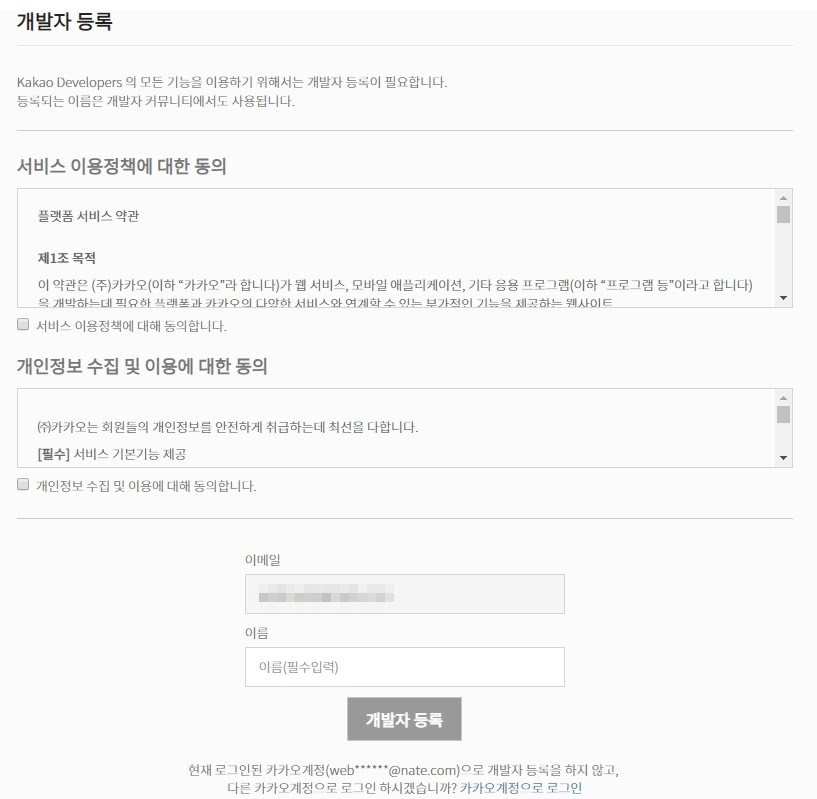 개발자 등록
Kakao Developers 의 모든 기능을 이용하기 위해서는 개발자 등록이 필요합니다.
등록되는 이름은 개발자 커뮤니티에서도 사용됩니다.
서비스 이용정책에 대한 동의
플랫폼 서비스 약관
제1조 목적
이 약관은 (주)카카오(이하 “카카오”라 합니다)가 웹 서비스, 모바일 애플리케이션, 기타 응용 프로그램(이하 “프로그램 등”이라고 합니다)
을 개발하는데 필요한 플랫폼과 카카오의 다양한 서비스와 연계할 수 있는 부가적인 기능을 제공하는 웹사이트
서비스 이용정책에 대해 동의합니다.
개인정보 수집 및 이용에 대한 동의
㈜카카오는 회원들의 개인정보를 안전하게 취급하는데 최선을 다합니다.
[필수] 서비스 기본기능 제공
개인정보 수집 및 이용에 대해 동의합니다.
이메일
이름
이름(필수입력)
개발자 등록
현재 로그인된 카카오계정(web******@nate.com)으로 개발자 등록을 하지 않고,
다른 카카오계정으로 로그인 하시겠습니까? 카카오계정으로 로그인